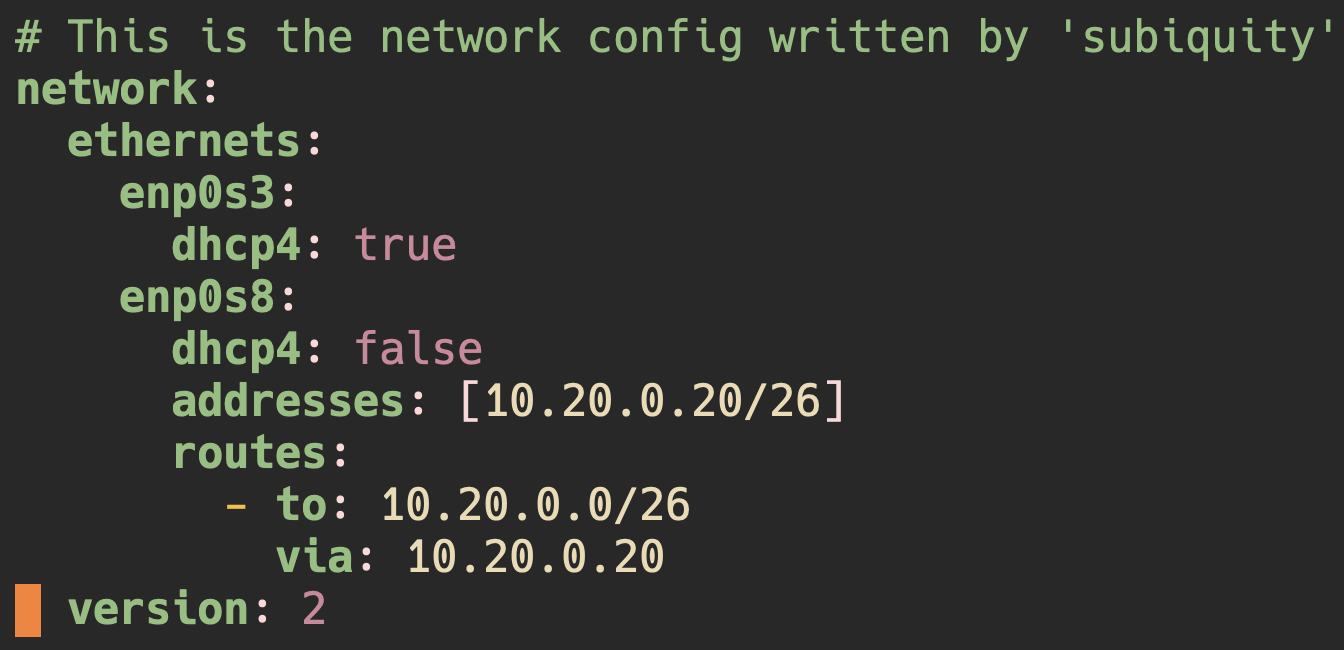 # This is the network config written by 'subiquity'
network:
  ethernets:
    enp0s3:
      dhcp4: true
    enp0s8:
      dhcp4: false
      addresses: [10.20.0.20/26]
      routes:
        - to: 10.20.0.0/26
          via: 10.20.0.20
  version: 2